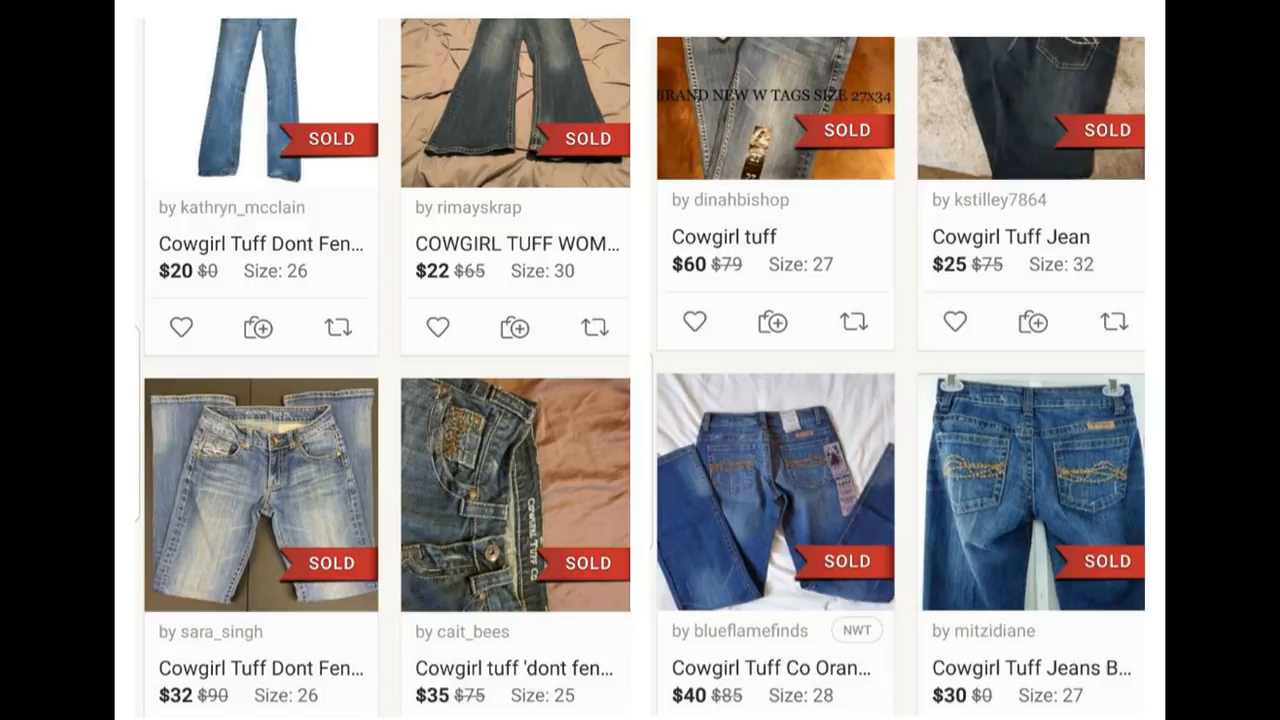 SOLD
by kathryn_mcclain
Cowgirl Tuff Dont Fen...
$20 $0 Size: 26
SOLD
by rimayskrap
COWGIRL TUFF WOM...
$22 $65 Size: 30
BRAND NEW W TAGS SIZE 27x34
SOLD
by dinahbishop
Cowgirl tuff
$60 $79 Size: 27
SOLD
by kstilley7864
Cowgirl Tuff Jean
$25 $75 Size: 32
SOLD
by sara_singh
Cowgirl Tuff Dont Fen...
$32 $90 Size: 26
COWGIRL TUFF CO
SOLD
by cait_bees
Cowgirl tuff 'dont fen...
$35 $75 Size: 25
SOLD
by blueflamefinds NWT
Cowgirl Tuff Co Oran...
$40 $85 Size: 28
SOLD
by mitzidiane
Cowgirl Tuff Jeans B...
$30 $0 Size: 27